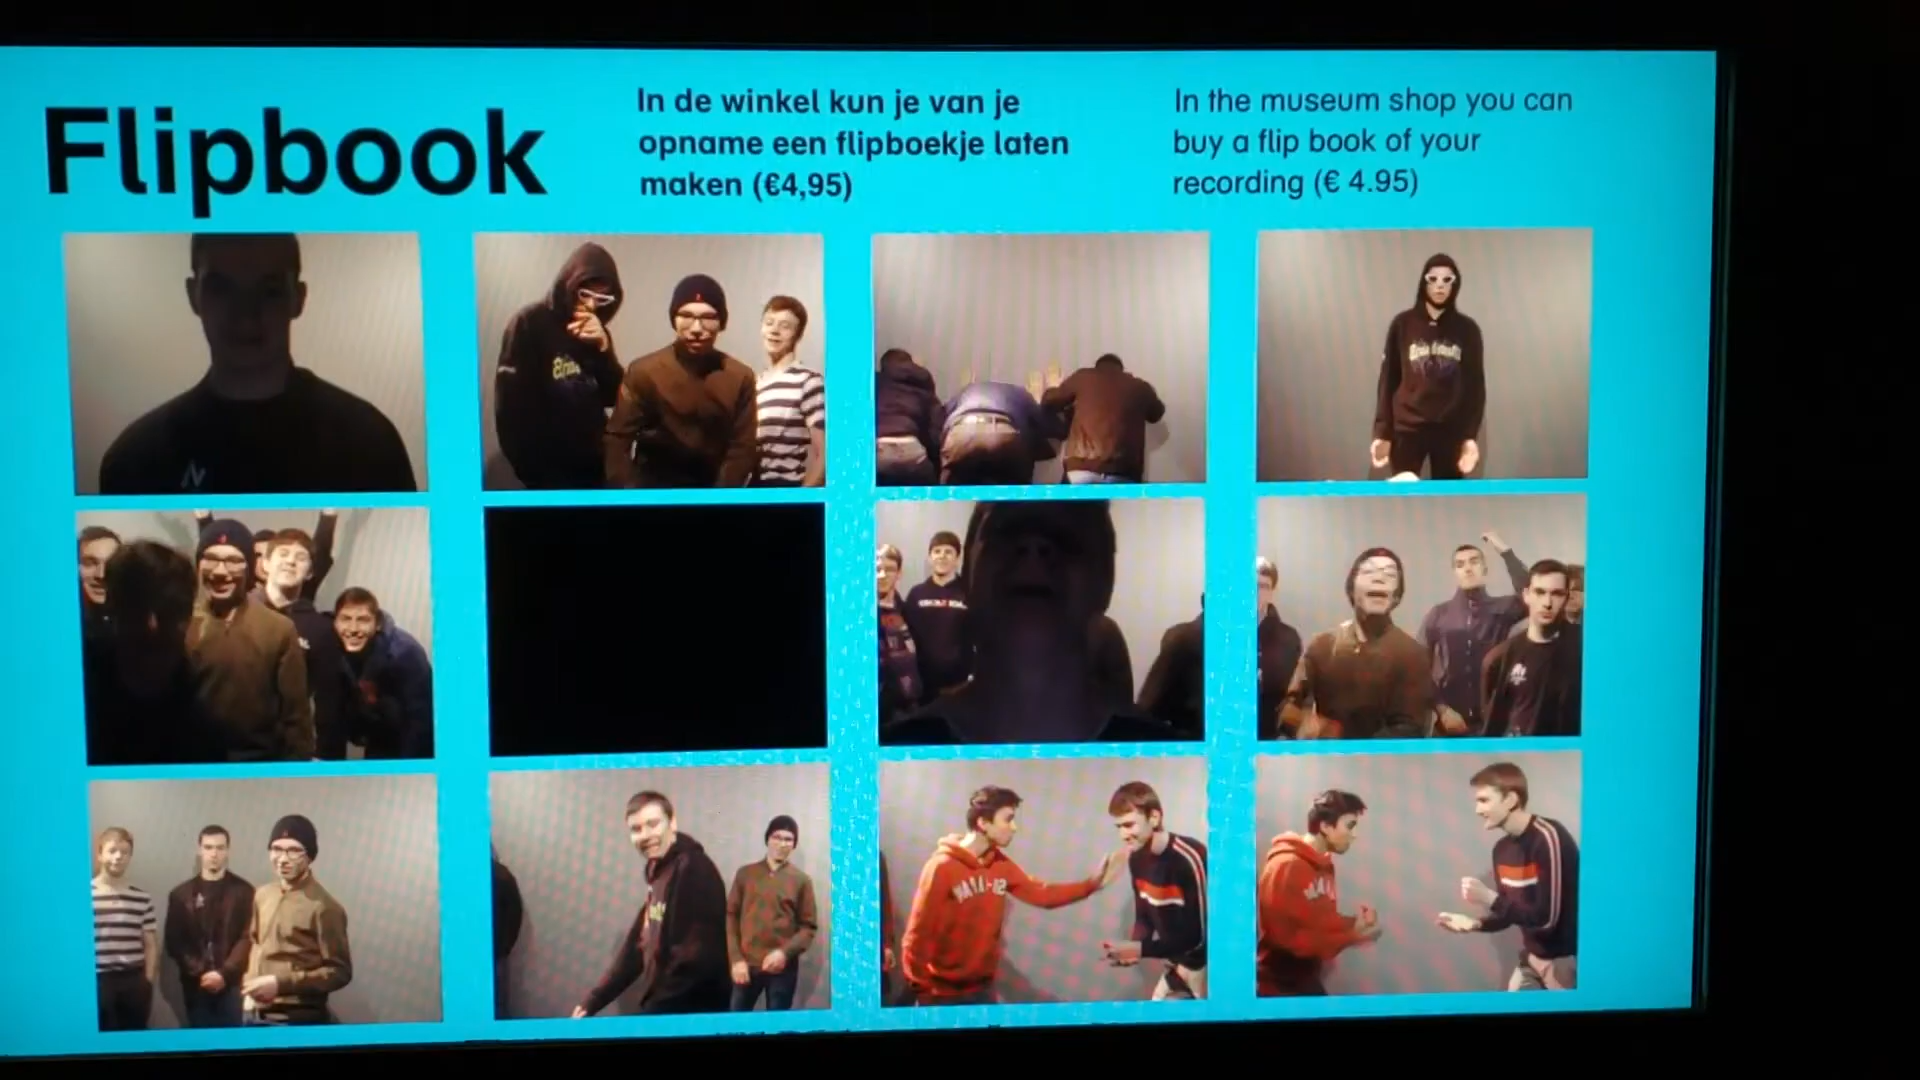 Flipbook
In de winkel kun je van je
opname een flipboekje laten
maken (€4,95)
In the museum shop you can
buy a flip book of your
recording (€ 4.95)